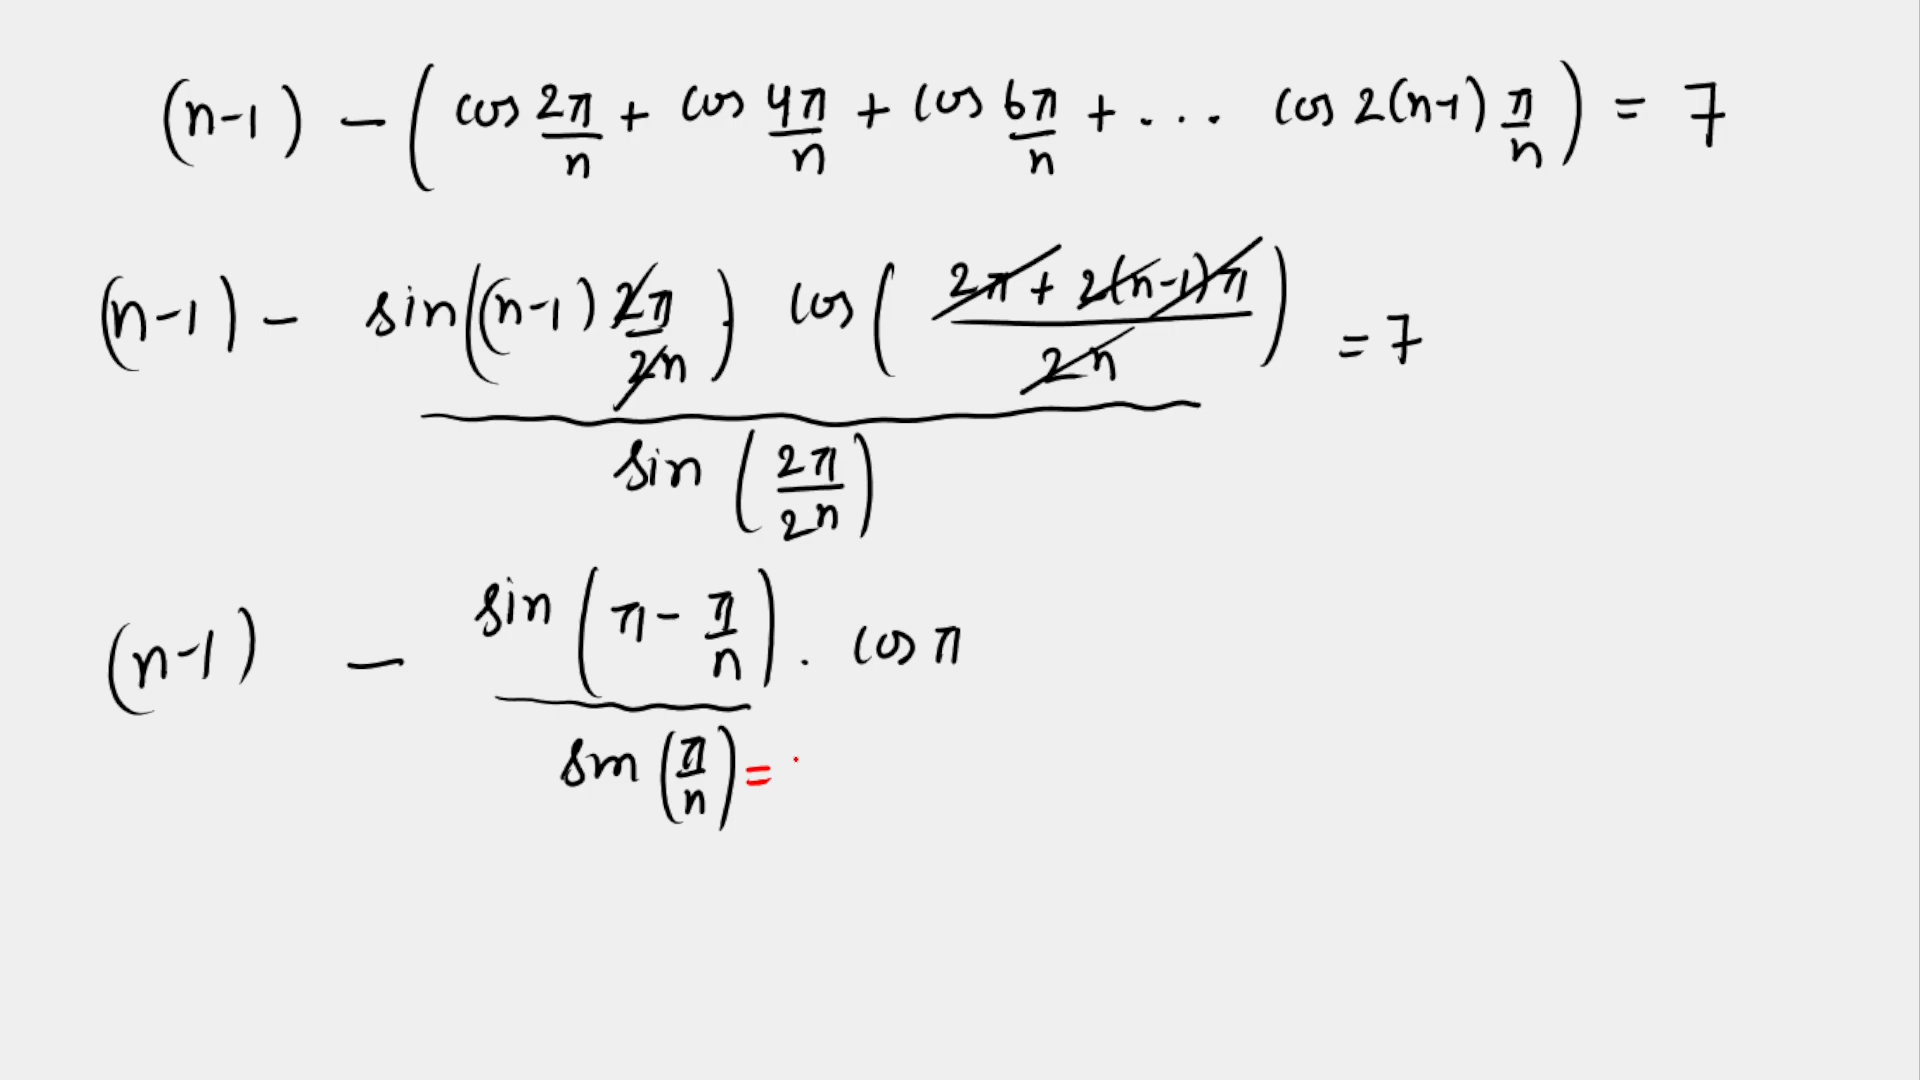 (n-1) - ( cos 2π/n + cos 4π/n + cos 6π/n + . . . cos 2(n-1) π/n ) = 7
(n-1) - sin((n-1) 2π/2n) cos( (2π + 2(n-1)π)/2n ) / sin (2π/2n) = 7
(n-1) - sin (π - π/n) . cos π / sin (π/n) =